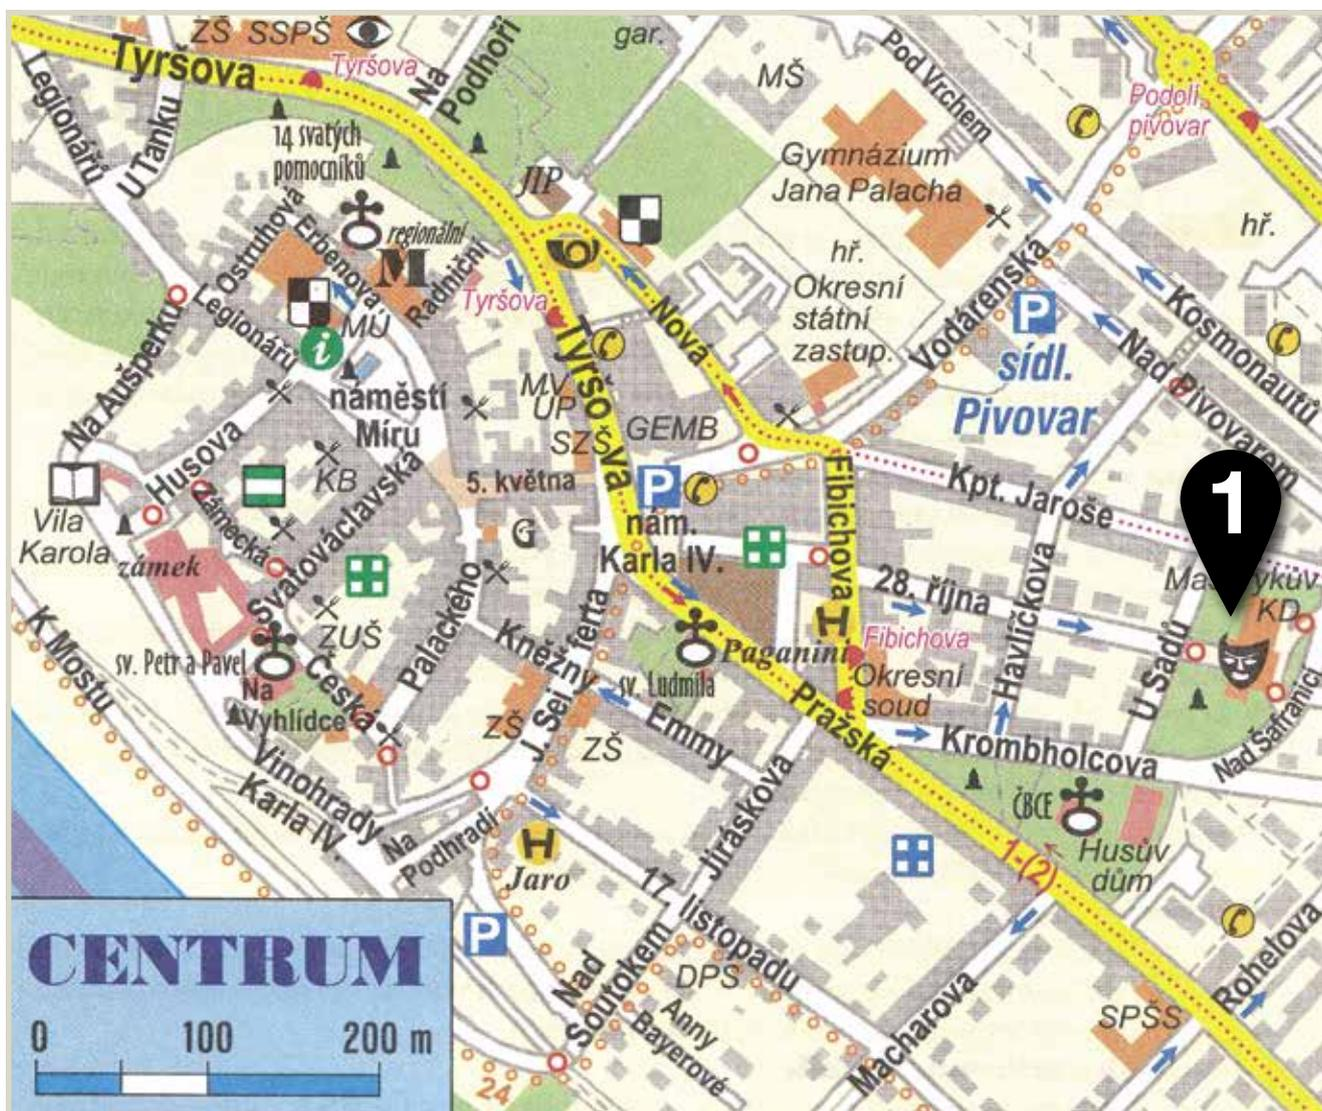 ZŠ SSPŠ
Tyršova
Tyršova
Na
Podhoří
gar.
Pod Vrchem
MŠ
Podolí,
pivovar
Legionářů
U Tanku
14 svatých
pomocníků
JIP
Gymnázium
Jana Palacha
hř.
Ostruhová
Erbenova
regionální
M
Radniční
Tyršova
hř.
Okresní
státní
zastup.
Vodárenská
P
sídl.
Pivovar
Kosmonautů
Nad Pivovarem
Legionářů
MÚ
i
Na Aušperku
náměstí
Míru
Husova
KB
Zámecká
Svatováclavská
Tyršova
MV
ÚP
SZŠ
Nová
GEMB
5. května
P
nám.
Karla IV.
Fibichova
Kpt. Jaroše
1
Vila
Karola
zámek
G
28. října
Havlíčkova
KD
K Mostu
ZUŠ
Palackého
Kněžny
Emmy
J. Seiferta
sv. Petr a Pavel
Na
Vyhlídce
Česká
sv. Ludmila
Paganini
H
Fibichova
Okresní
soud
U Sadů
Nad Šafranicí
ZŠ
ZŠ
Pražská
Krombholcova
Vinohrady
Karla IV.
Na
Podhradí
H
Jaro
Jiráskova
ČBCE
Husův
dům
1-(2)
17. listopadu
P
Nad
Soutokem
DPS
Anny
Bayerové
Macharova
SPŠS
Rohelova
24
CENTRUM
0 100 200 m